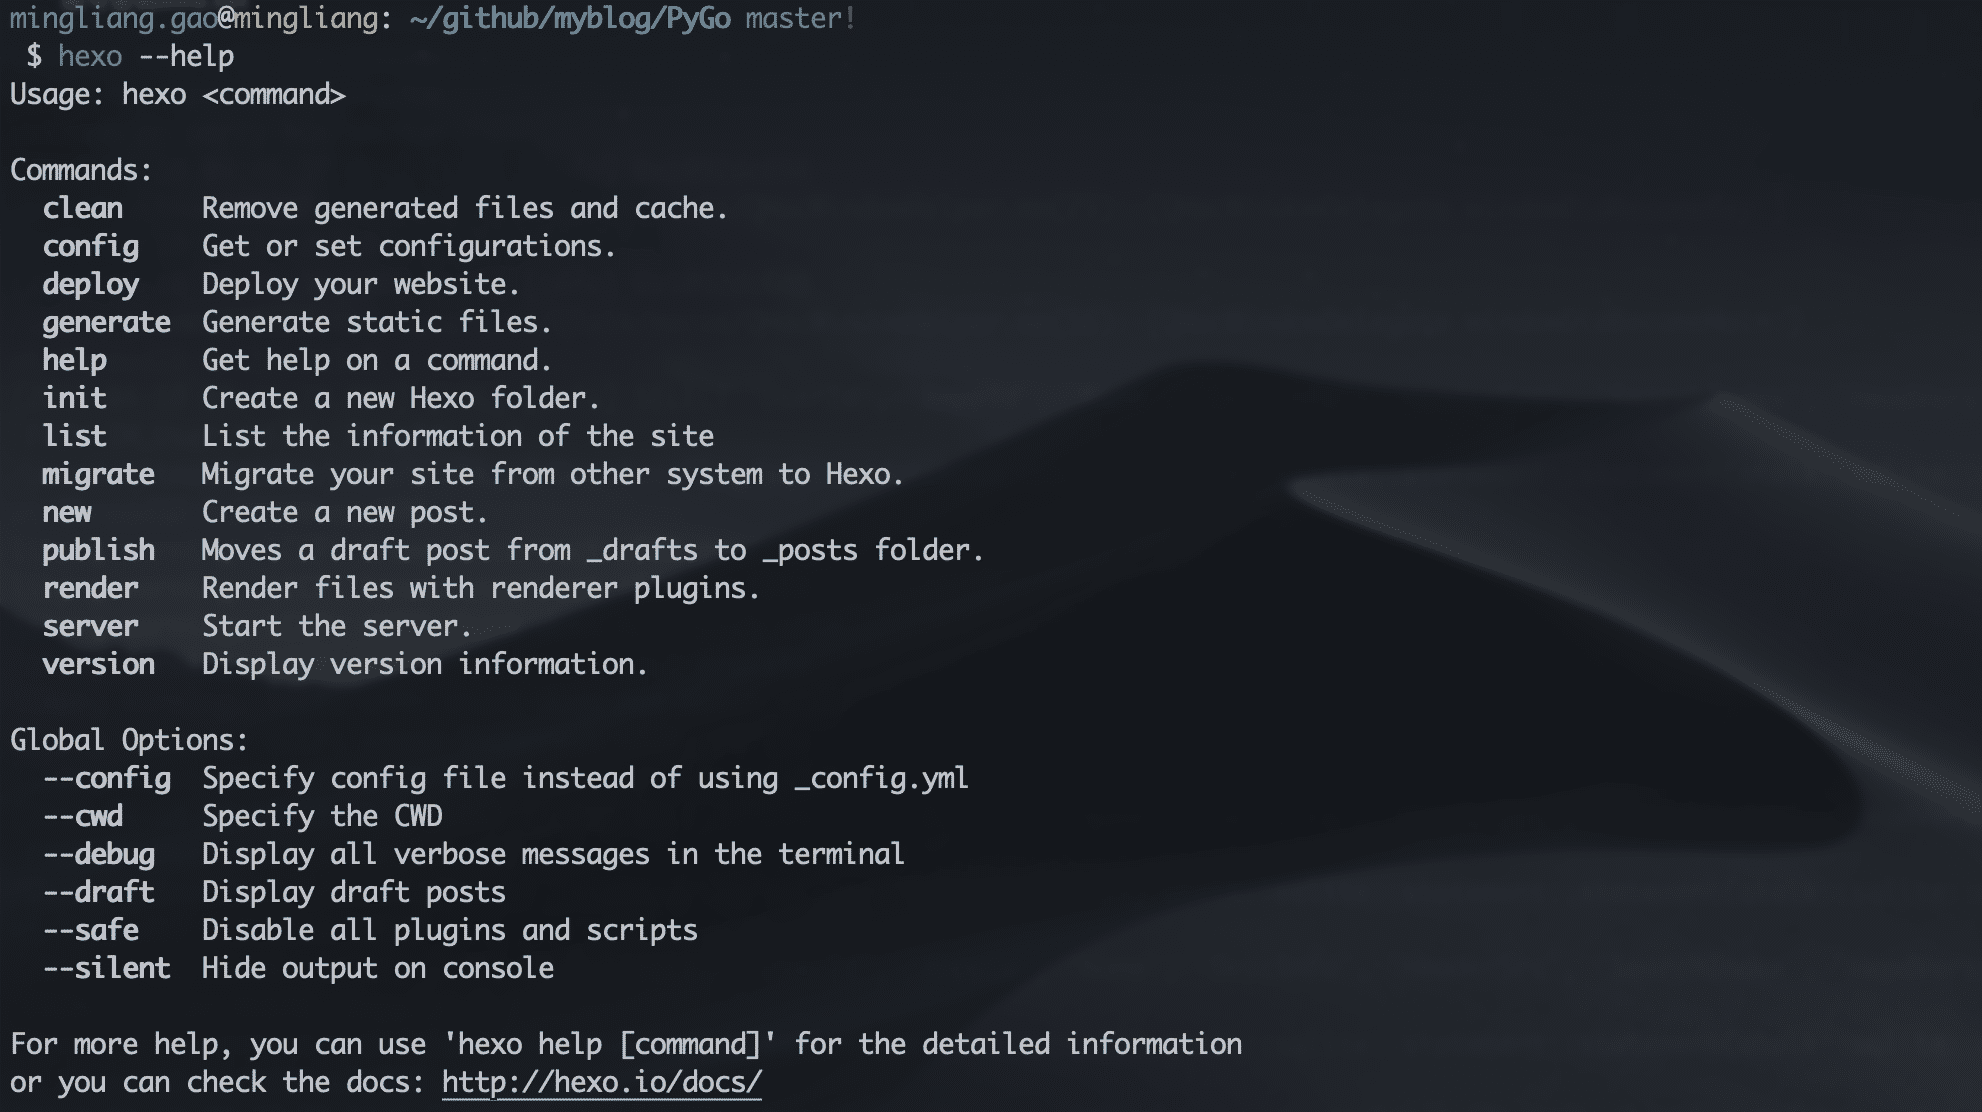 mingliang.gao@mingliang: ~/github/myblog/PyGo master!
$ hexo --help
Usage: hexo <command>
Commands:
clean Remove generated files and cache.
config Get or set configurations.
deploy Deploy your website.
generate Generate static files.
help Get help on a command.
init Create a new Hexo folder.
list List the information of the site
migrate Migrate your site from other system to Hexo.
new Create a new post.
publish Moves a draft post from _drafts to _posts folder.
render Render files with renderer plugins.
server Start the server.
version Display version information.
Global Options:
--config Specify config file instead of using _config.yml
--cwd Specify the CWD
--debug Display all verbose messages in the terminal
--draft Display draft posts
--safe Disable all plugins and scripts
--silent Hide output on console
For more help, you can use 'hexo help [command]' for the detailed information
or you can check the docs: http://hexo.io/docs/